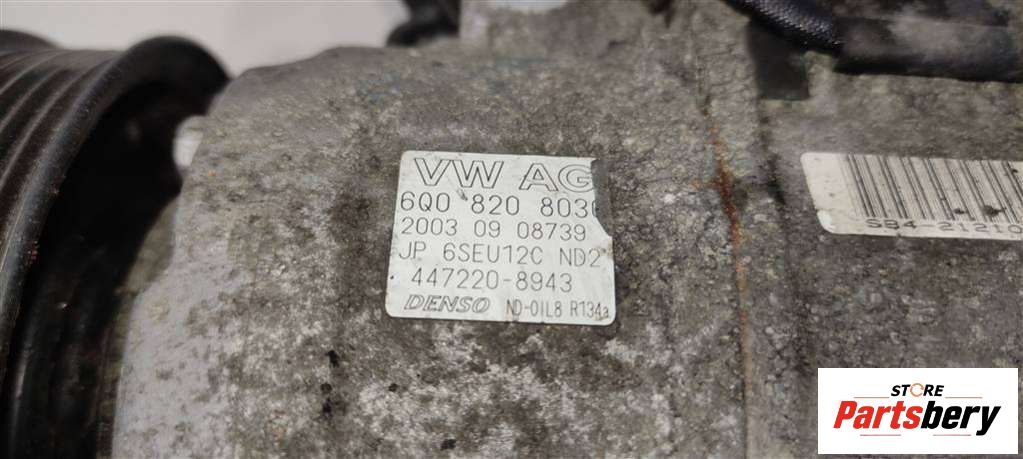 VW AG
6Q0 820 803
2003 09 08739
JP 6SEU12C ND2
447220-8943
DENSO ND-OIL8 R134a
SB4 21210
STORE
Partsbery